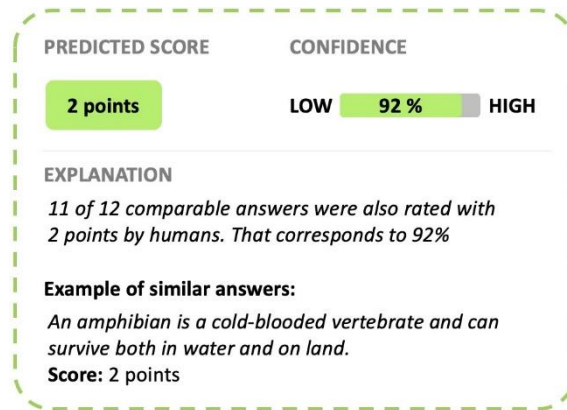 PREDICTED SCORE
CONFIDENCE
2 points
LOW 92 % HIGH
EXPLANATION
11 of 12 comparable answers were also rated with
2 points by humans. That corresponds to 92%
Example of similar answers:
An amphibian is a cold-blooded vertebrate and can
survive both in water and on land.
Score: 2 points